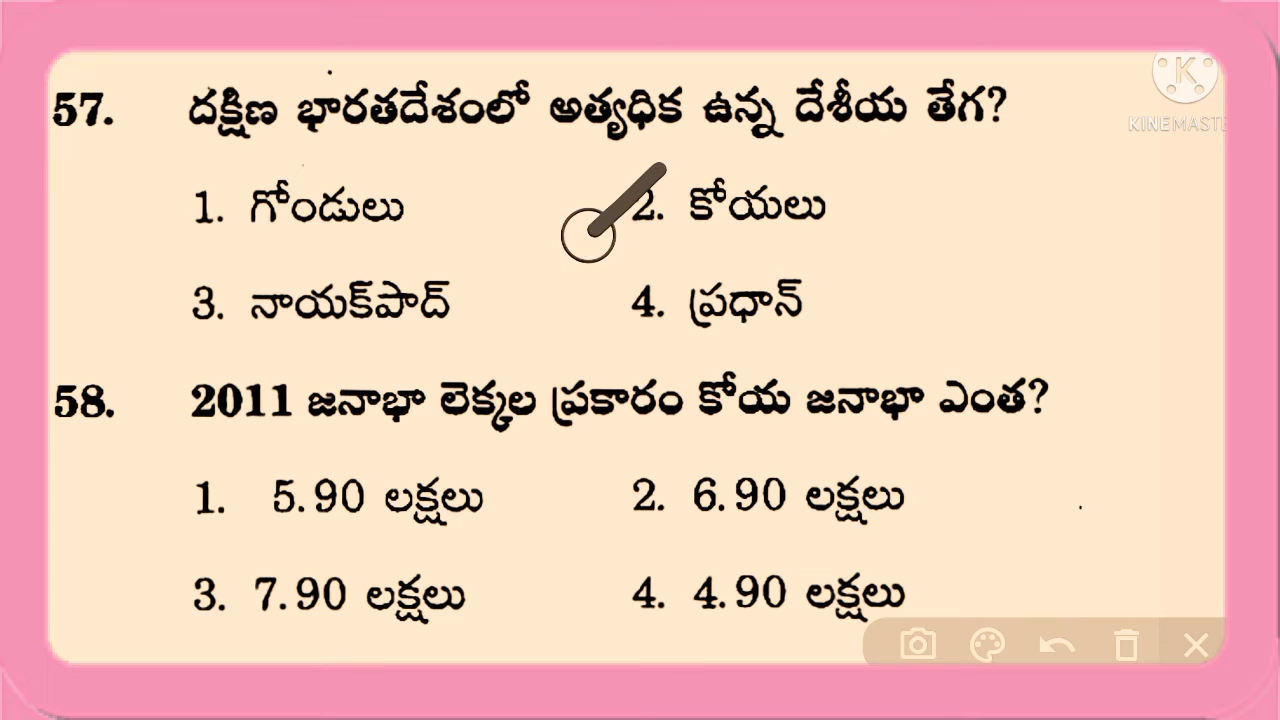 57. దక్షిణ భారతదేశంలో అత్యధిక ఉన్న దేశీయ తేగ?
K
KINEMAST
1. గోండులు 2. కోయలు
3. నాయక్‌పాద్ 4. ప్రధాన్
58. 2011 జనాభా లెక్కల ప్రకారం కోయ జనాభా ఎంత?
1. 5.90 లక్షలు 2. 6.90 లక్షలు
3. 7.90 లక్షలు 4. 4.90 లక్షలు